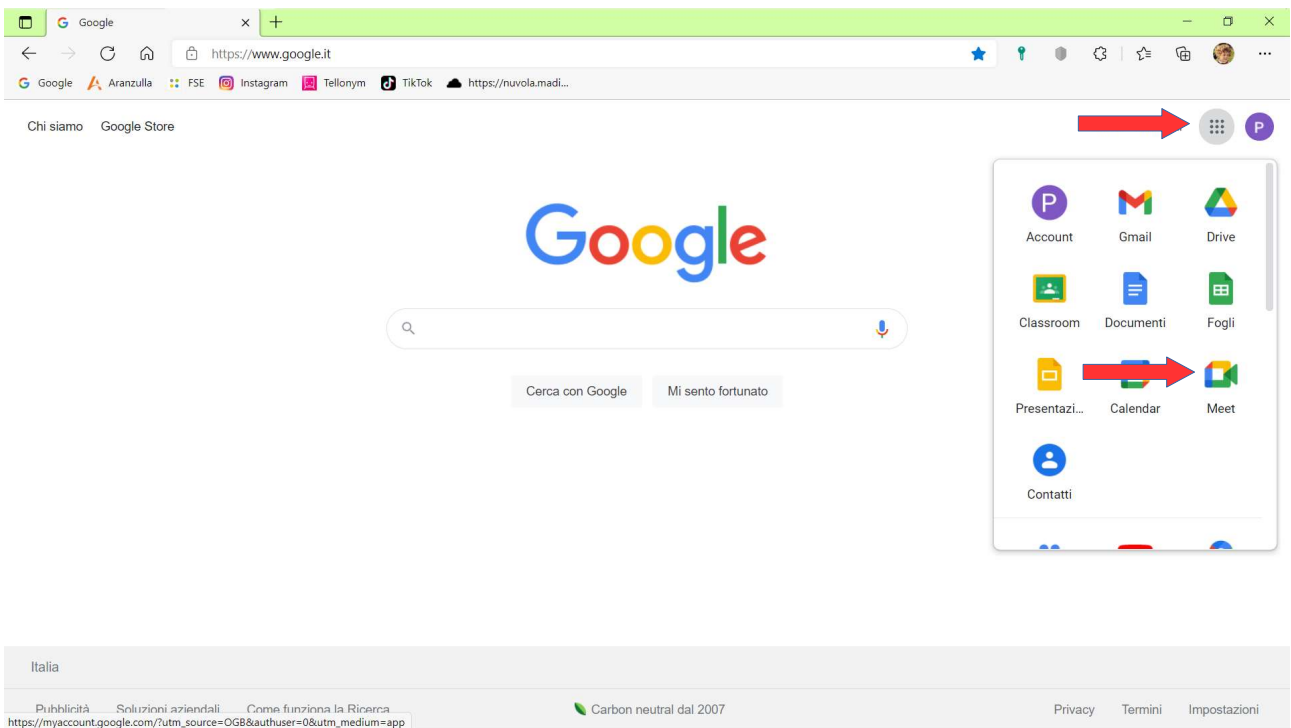 Google
https://www.google.it
Google Aranzulla FSE Instagram Tellonym TikTok https://nuvola.madi...
Chi siamo Google Store
P
P
Account Gmail Drive
Google
Classroom Documenti Fogli
Cerca con Google Mi sento fortunato
Presentazi... Calendar Meet
Contatti
Italia
Pubblicità Soluzioni aziendali Come funziona la Ricerca Carbon neutral dal 2007 Privacy Termini Impostazioni
https://myaccount.google.com/?utm_source=OGB&authuser=0&utm_medium=app